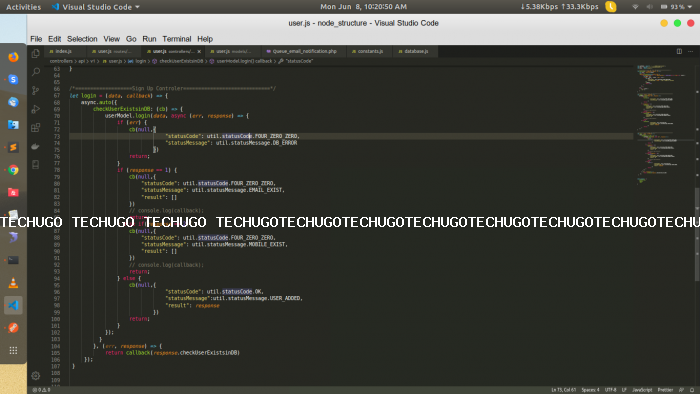 Activities Visual Studio Code Mon Jun 8, 10:20:50 AM 5.38Kbps 33.3Kbps 93%
user.js - node_structure - Visual Studio Code
File Edit Selection View Go Run Terminal Help
index.js user.js routes/... user.js controllers/... user.js Queue_email_notification.php constants.js database.js
controllers > api > v1 > user.js > login > checkUserExistsinDB > userModel.login() callback > "statusCode"
63 }
64
65
66 /*===================Sign Up Controler===================*/
67 let login = (data, callback) => {
68 async.auto({
69 checkUserExistsinDB: (cb) => {
70 userModel.login(data, async (err, response) => {
71 if (err) {
72 cb(null,{
73 "statusCode": util.statusCode.FOUR_ZERO_ZERO,
74 "statusMessage": util.statusMessage.DB_ERROR
75 })
76 return;
77 }
78 if (response == 1) {
79 cb(null,{
80 "statusCode": util.statusCode.FOUR_ZERO_ZERO,
81 "statusMessage": util.statusMessage.EMAIL_EXIST,
82 "result": []
83 })
84 // console.log(callback);
TECHUGO TECHUGO TECHUGO TECHUGOTECHUGOTECHUGOTECHUGOTECHUGOTECHUGOTECHU
87 cb(null,{
88 "statusCode": util.statusCode.FOUR_ZERO_ZERO,
89 "statusMessage": util.statusMessage.MOBILE_EXIST,
90 "result": []
91 })
92 // console.log(callback);
93 return;
94 } else {
95 cb(null,{
96 "statusCode": util.statusCode.OK,
97 "statusMessage":util.statusMessage.USER_ADDED,
98 "result": response
99 })
100 return;
101 }
102 });
103 }
104 }, (err, response) => {
105 return callback(response.checkUserExistsinDB)
106 });
107 }
108
109
0 0 Ln 73, Col 61 Spaces: 4 UTF-8 LF JavaScript Prettier